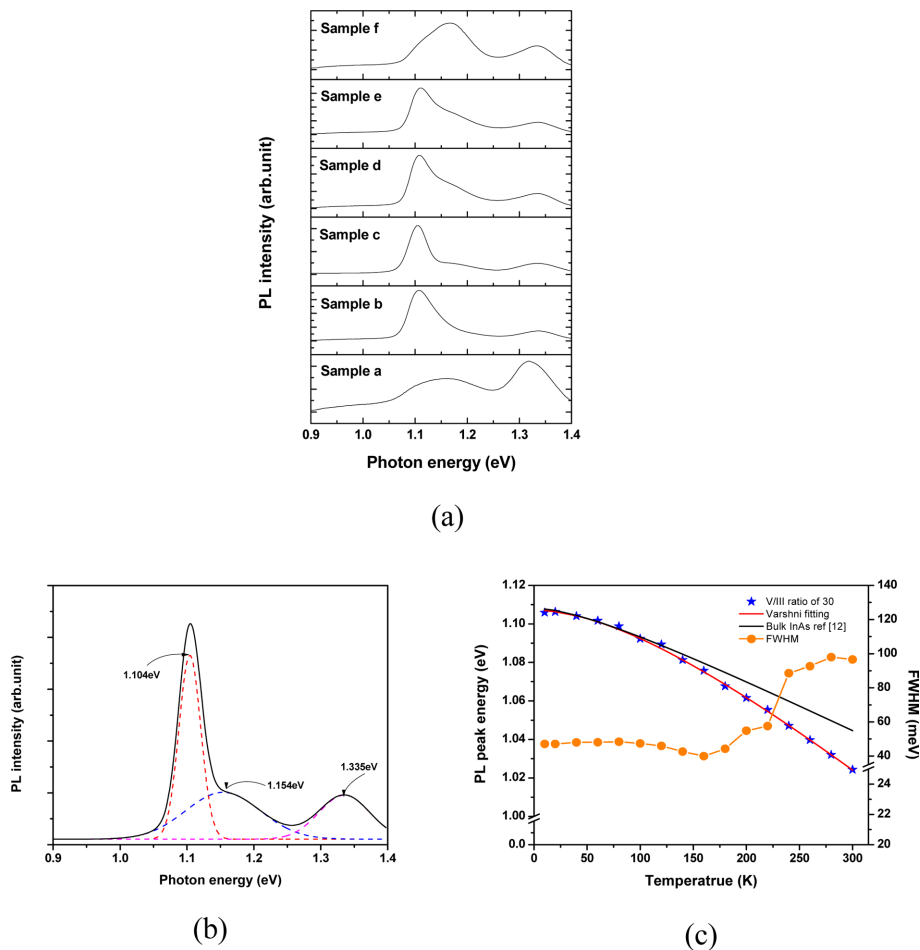 Sample f
Sample e
Sample d
Sample c
Sample b
Sample a
PL intensity (arb.unit)
0.9 1.0 1.1 1.2 1.3 1.4
Photon energy (eV)
(a)
1.104eV
1.154eV
1.335eV
PL intensity (arb.unit)
0.9 1.0 1.1 1.2 1.3 1.4
Photon energy (eV)
(b)
V/III ratio of 30
Varshni fitting
Bulk InAs ref [12]
FWHM
PL peak energy (eV)
1.12
1.10
1.08
1.06
1.04
1.02
1.00
0.0
140
120
100
80
60
40
24
22
20
FWHM (meV)
0 50 100 150 200 250 300
Temperatrue (K)
(c)